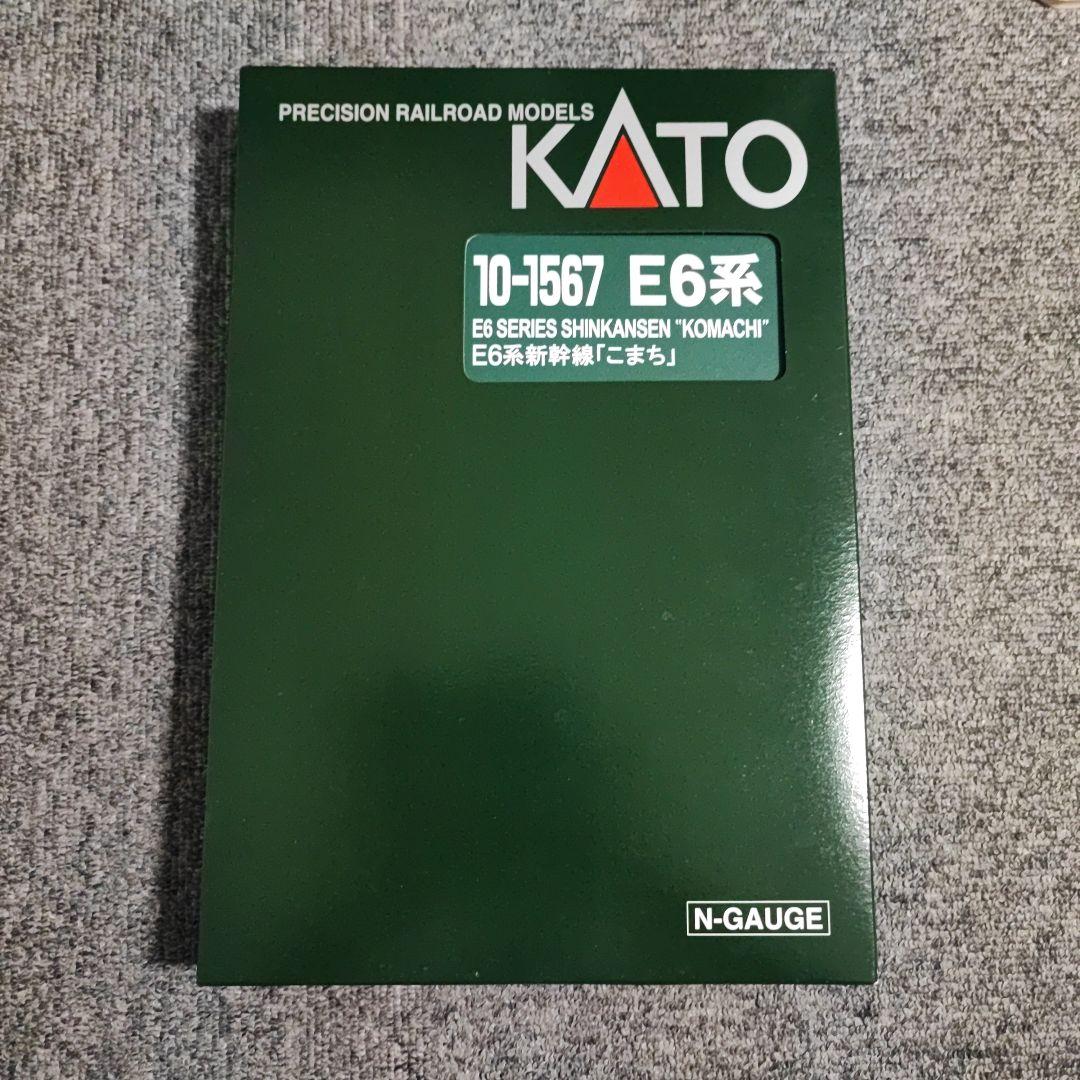 PRECISION RAILROAD MODELS
KATO
10-1567 E6系
E6 SERIES SHINKANSEN "KOMACHI"
E6系新幹線「こまち」
N-GAUGE